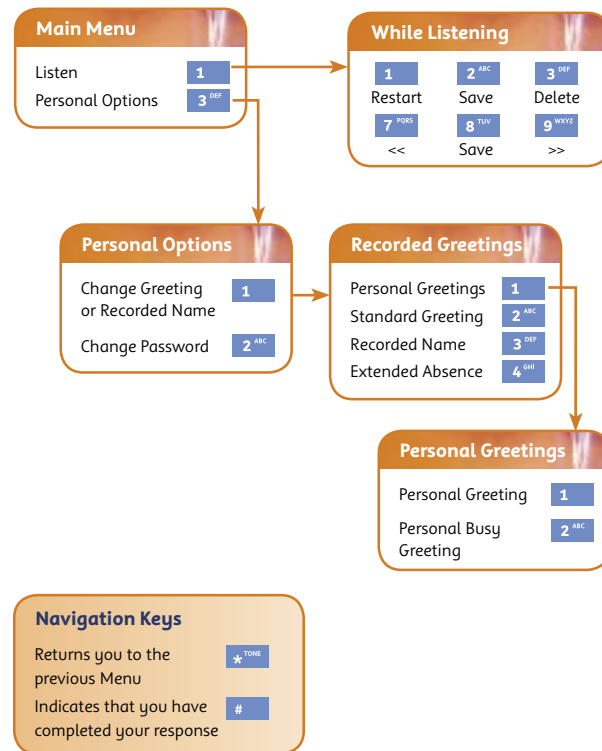 Main Menu
Listen 1
Personal Options 3 DEF
While Listening
1 2 ABC 3 DEF
Restart Save Delete
7 PQRS 8 TUV 9 WXYZ
<< Save >>
Personal Options
Change Greeting
or Recorded Name 1
Change Password 2 ABC
Recorded Greetings
Personal Greetings 1
Standard Greeting 2 ABC
Recorded Name 3 DEF
Extended Absence 4 GHI
Personal Greetings
Personal Greeting 1
Personal Busy 2 ABC
Greeting
Navigation Keys
Returns you to the * TONE
previous Menu
Indicates that you have #
completed your response